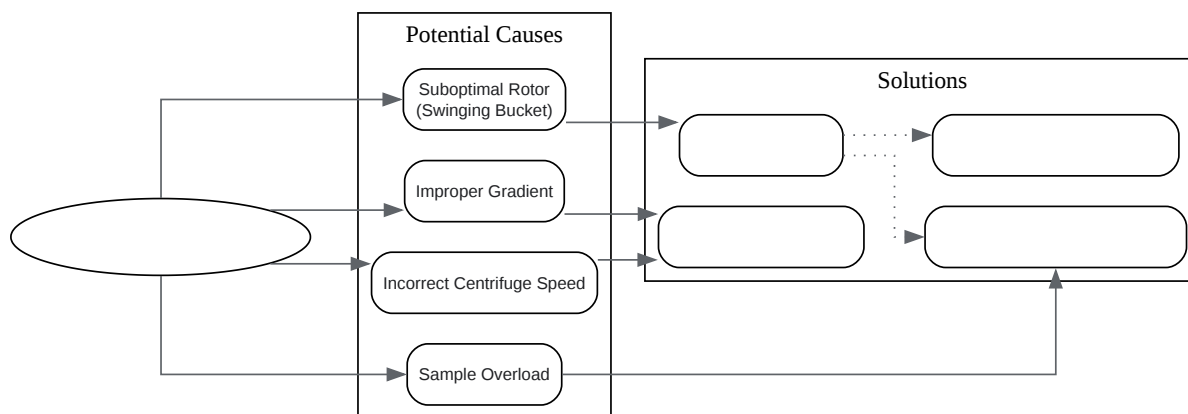 Potential Causes
Suboptimal Rotor
(Swinging Bucket)
Improper Gradient
Incorrect Centrifuge Speed
Sample Overload
Solutions